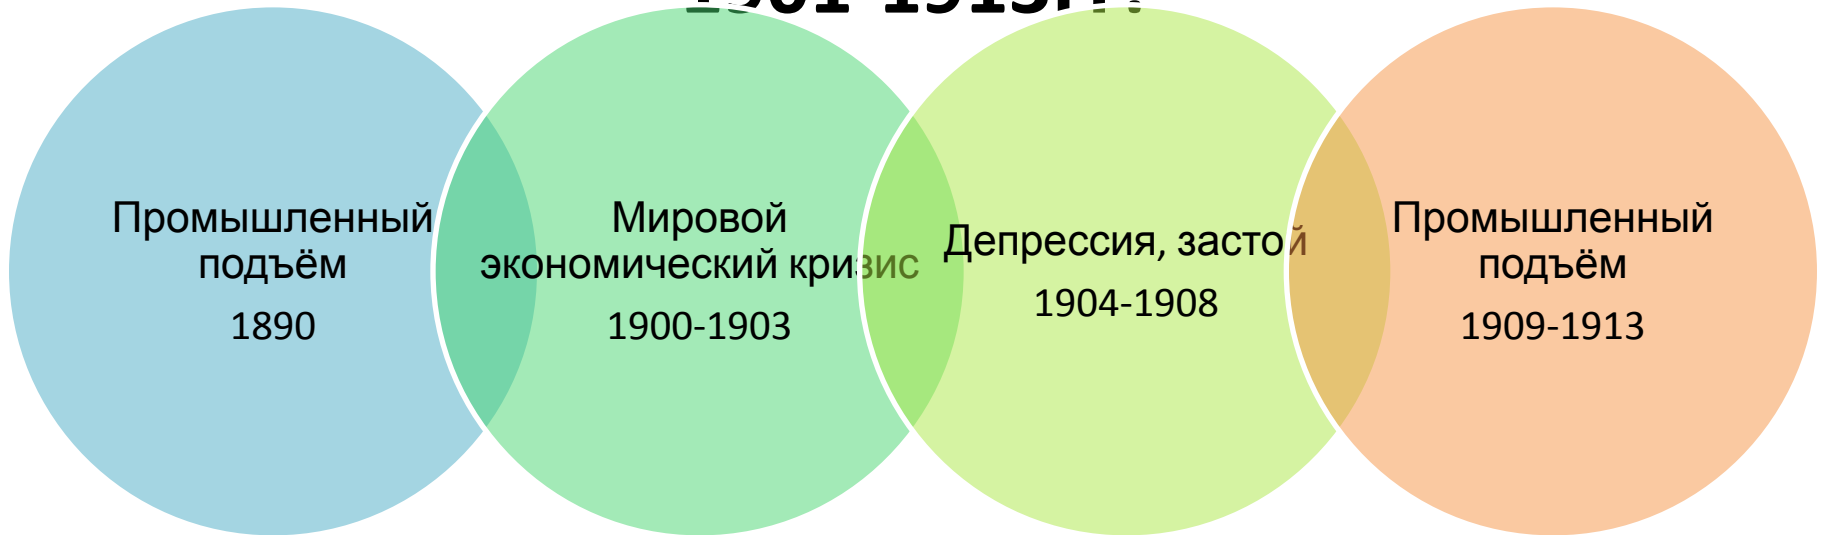 Промышленный
подъём
1890
Мировой
экономический кризис
1900-1903
Депрессия, застой
1904-1908
Промышленный
подъём
1909-1913